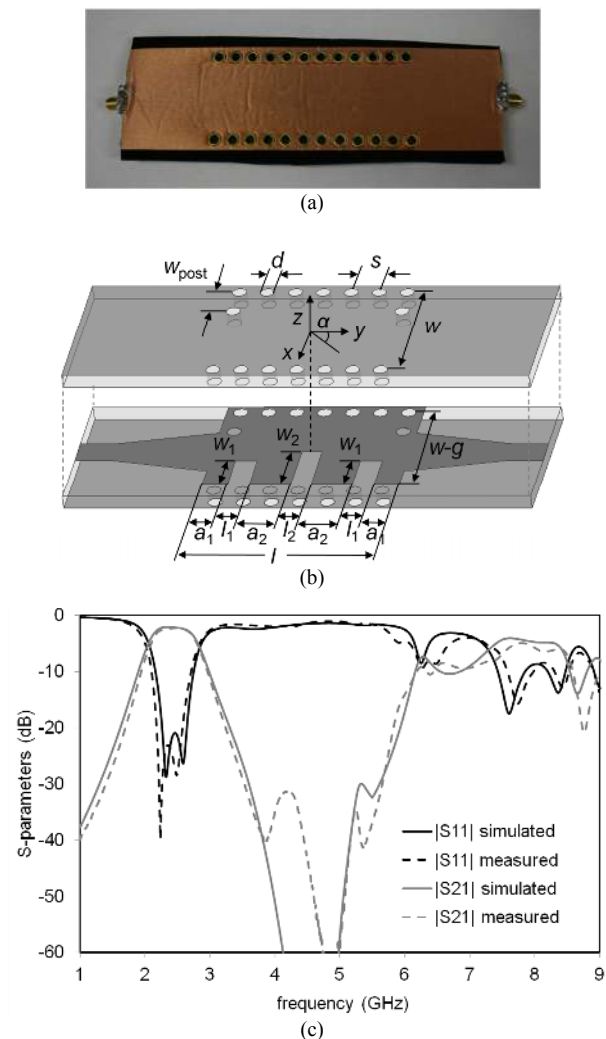 (a)
wpost
d
s
z
α
y
x
w
w1
w2
w1
w-g
a1
l1
a2
l2
a2
l1
a1
l
(b)
0
-10
-20
-30
-40
-50
-60
S-parameters (dB)
|S11| simulated
|S11| measured
|S21| simulated
|S21| measured
1 2 3 4 5 6 7 8 9
frequency (GHz)
(c)